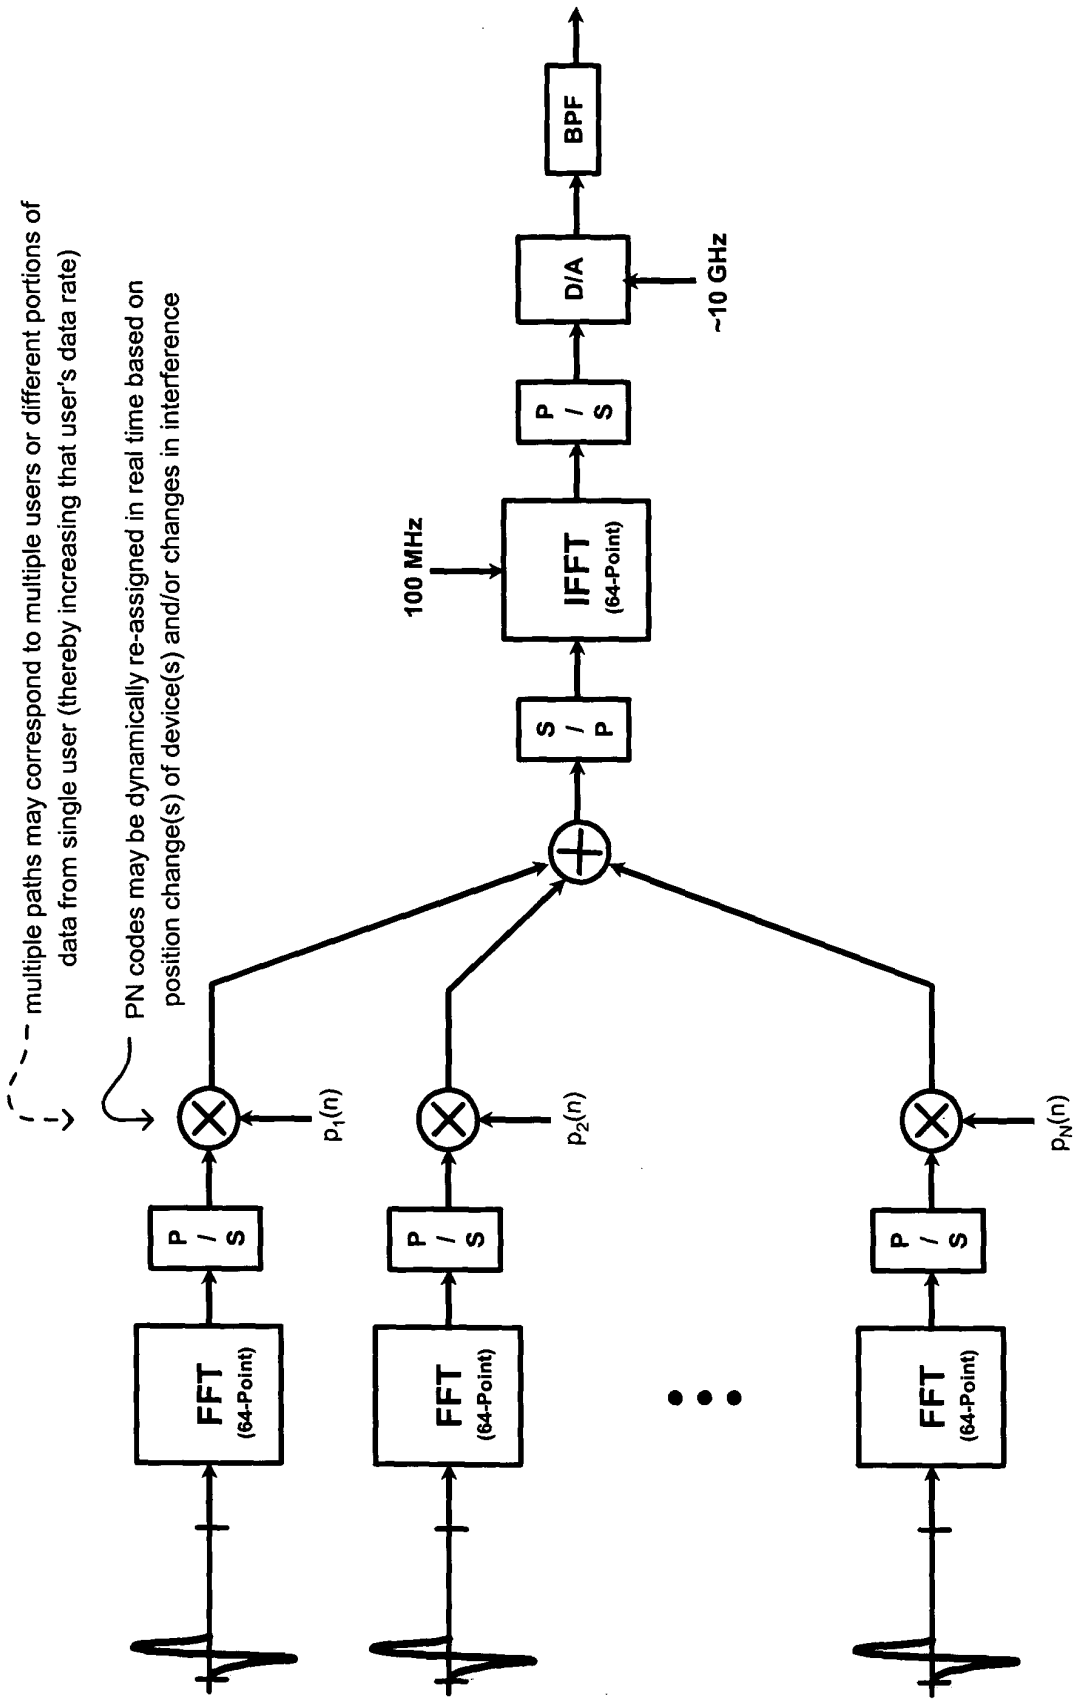 multiple paths may correspond to multiple users or different portions of
data from single user (thereby increasing that user's data rate)
PN codes may be dynamically re-assigned in real time based on
position change(s) of device(s) and/or changes in interference
FFT
(64-Point)
P
/
S
p1(n)
FFT
(64-Point)
P
/
S
p2(n)
FFT
(64-Point)
P
/
S
pN(n)
S
/
P
100 MHz
IFFT
(64-Point)
P
/
S
D/A
~10 GHz
BPF